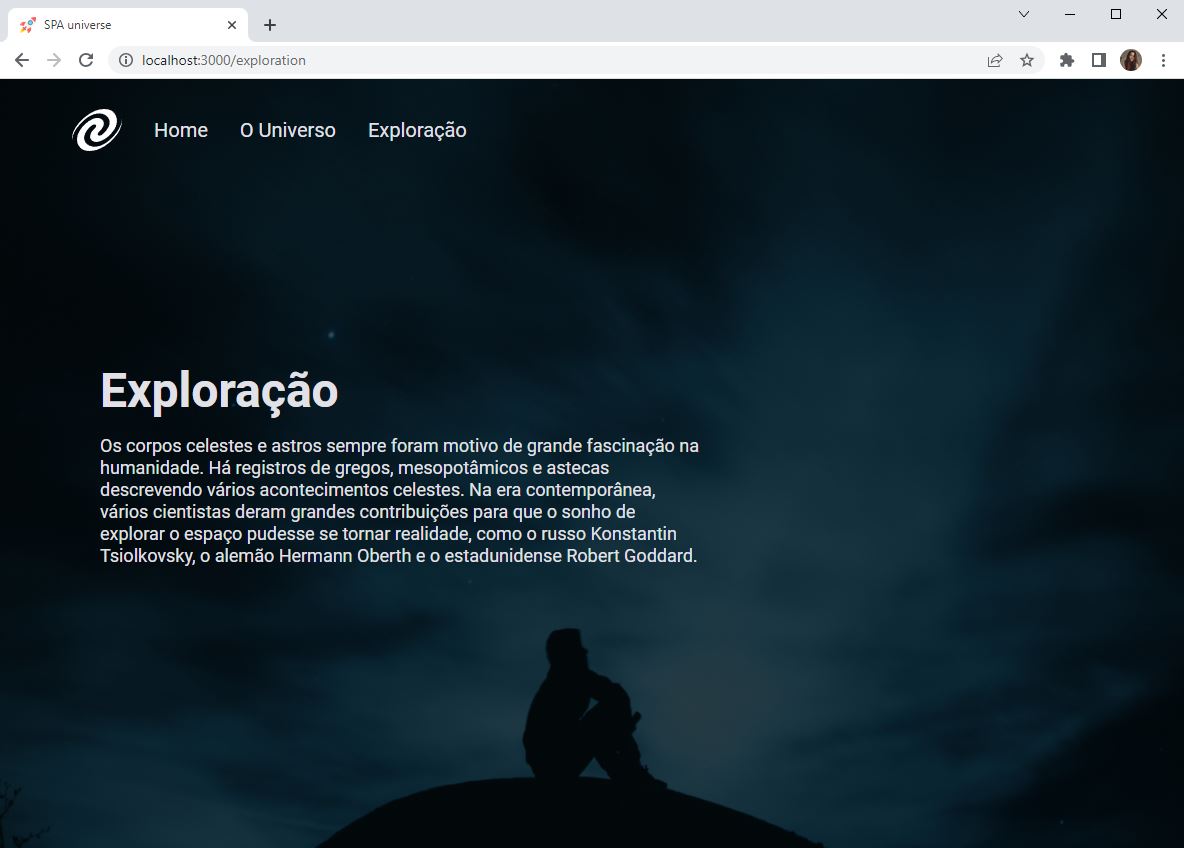 SPA universe
localhost:3000/exploration
Home O Universo Exploração
Exploração
Os corpos celestes e astros sempre foram motivo de grande fascinação na
humanidade. Há registros de gregos, mesopotâmicos e astecas
descrevendo vários acontecimentos celestes. Na era contemporânea,
vários cientistas deram grandes contribuições para que o sonho de
explorar o espaço pudesse se tornar realidade, como o russo Konstantin
Tsiolkovsky, o alemão Hermann Oberth e o estadunidense Robert Goddard.